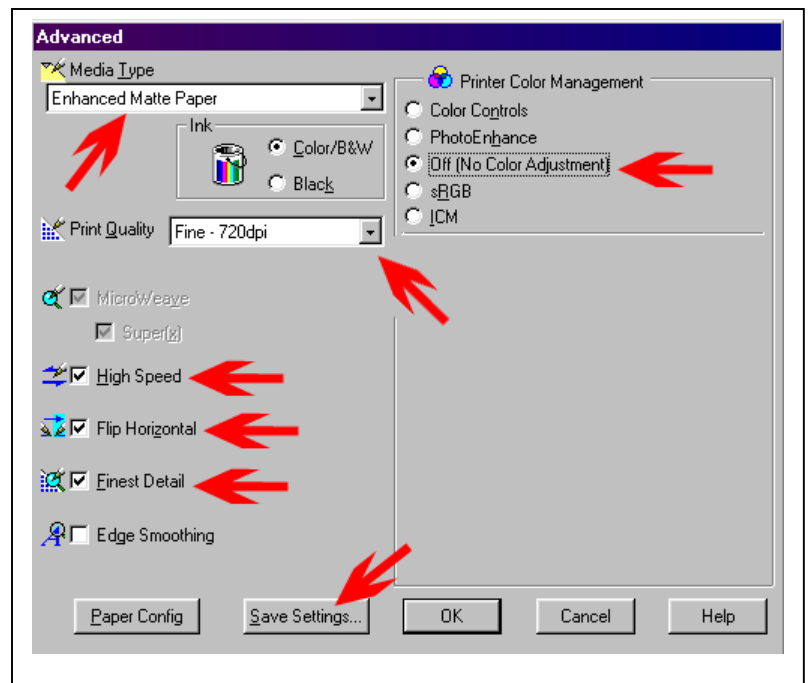 Advanced
Media Type
Enhanced Matte Paper
Ink
Color/B&W
Black
Print Quality
Fine - 720dpi
MicroWeave
Super(x)
High Speed
Flip Horizontal
Finest Detail
Edge Smoothing
Printer Color Management
Color Controls
PhotoEnhance
Off (No Color Adjustment)
sRGB
ICM
Paper Config
Save Settings...
OK
Cancel
Help